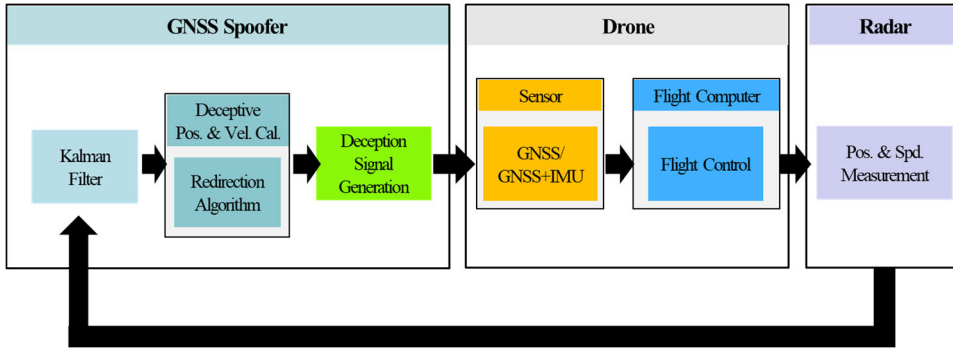 GNSS Spoofer
Kalman
Filter
Deceptive
Pos. & Vel. Cal.
Redirection
Algorithm
Deception
Signal
Generation
Drone
Sensor
GNSS/
GNSS+IMU
Flight Computer
Flight Control
Radar
Pos. & Spd.
Measurement